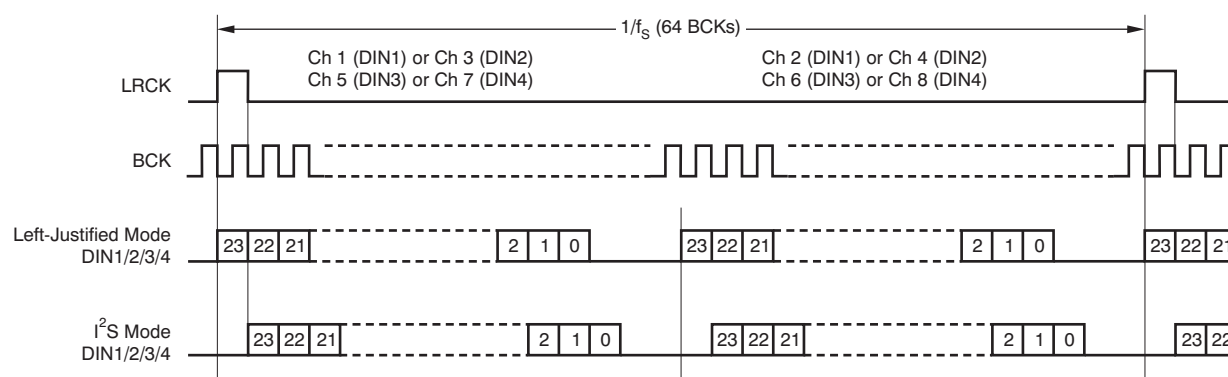 1/fS (64 BCKs)
Ch 1 (DIN1) or Ch 3 (DIN2)
Ch 5 (DIN3) or Ch 7 (DIN4)
Ch 2 (DIN1) or Ch 4 (DIN2)
Ch 6 (DIN3) or Ch 8 (DIN4)
LRCK
BCK
Left-Justified Mode
DIN1/2/3/4
23 22 21 2 1 0 23 22 21 2 1 0 23 22 21
I2S Mode
DIN1/2/3/4
23 22 21 2 1 0 23 22 21 2 1 0 23 22